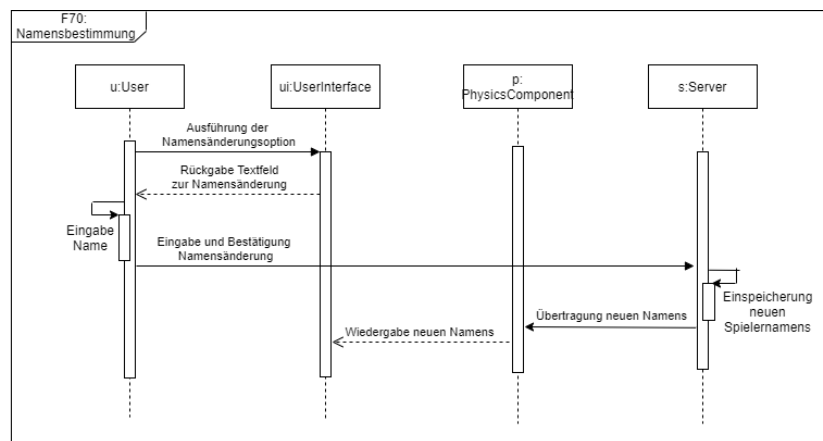 F70:
Namensbestimmung
u:User
ui:UserInterface
p:
PhysicsComponent
s:Server
Ausführung der
Namensänderungsoption
Rückgabe Textfeld
zur Namensänderung
Eingabe
Name
Eingabe und Bestätigung
Namensänderung
Einspeicherung
neuen
Spielernamens
Übertragung neuen Namens
Wiedergabe neuen Namens